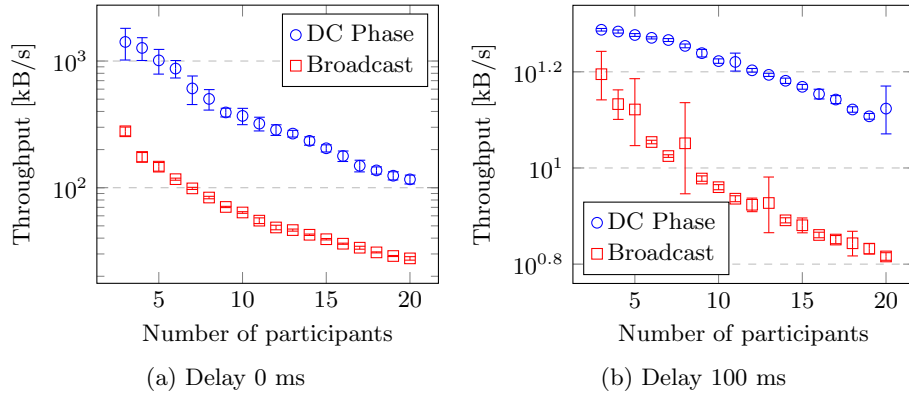 DC Phase
Broadcast
Throughput [kB/s]
10^3
10^2
5 10 15 20
Number of participants
(a) Delay 0 ms
DC Phase
Broadcast
Throughput [kB/s]
10^1.2
10^1
10^0.8
5 10 15 20
Number of participants
(b) Delay 100 ms